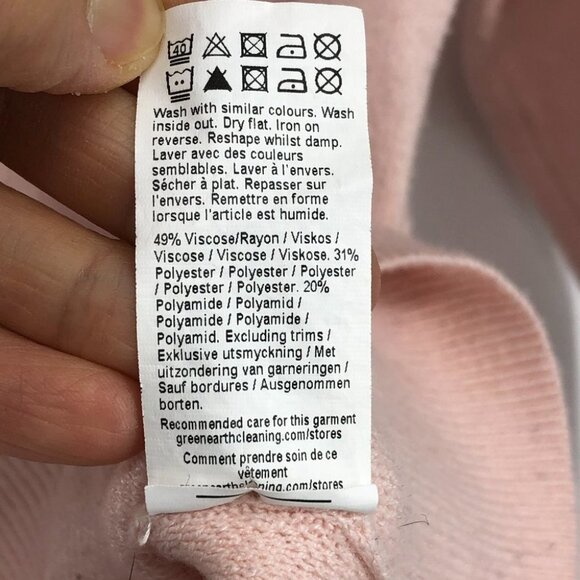 40
Wash with similar colours. Wash
inside out. Dry flat. Iron on
reverse. Reshape whilst damp.
Laver avec des couleurs
semblables. Laver à l'envers.
Sécher à plat. Repasser sur
l'envers. Remettre en forme
lorsque l'article est humide.
49% Viscose/Rayon / Viskos /
Viscose / Viscose / Viskose. 31%
Polyester / Polyester / Polyester
/ Polyester / Polyester. 20%
Polyamide / Polyamid /
Polyamide / Polyamide /
Polyamid. Excluding trims /
Exklusive utsmyckning / Met
uitzondering van garneringen /
Sauf bordures / Ausgenommen
borten.
Recommended care for this garment
greenearthcleaning.com/stores
Comment prendre soin de ce
vêtement